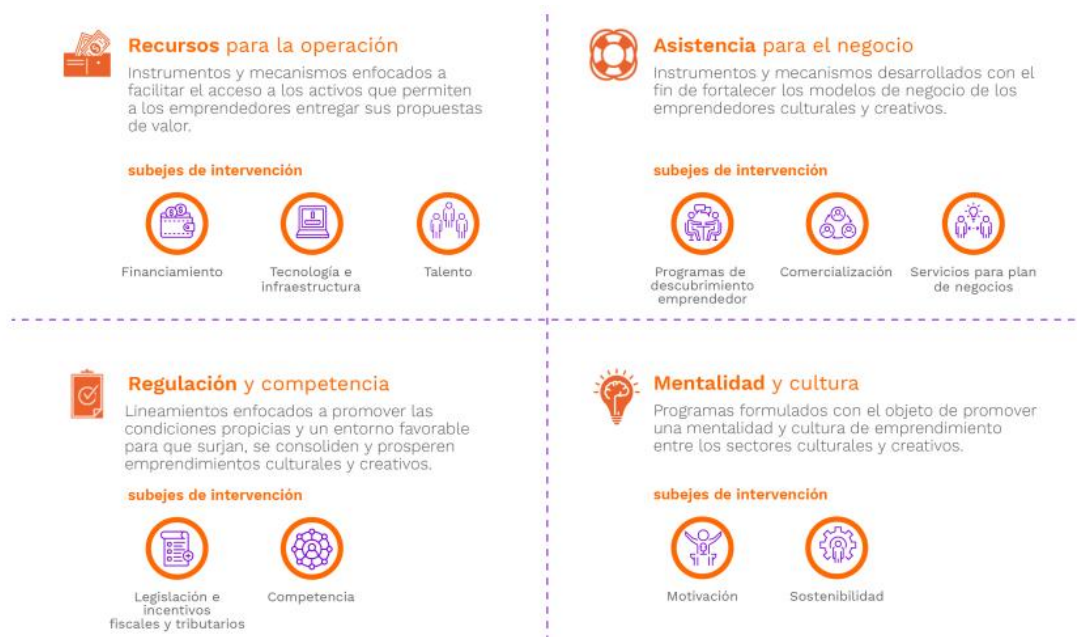 Recursos para la operación
Instrumentos y mecanismos enfocados a
facilitar el acceso a los activos que permiten
a los emprendedores entregar sus propuestas
de valor.
subejes de intervención
Financiamiento
Tecnología e
infraestructura
Talento
Asistencia para el negocio
Instrumentos y mecanismos desarrollados con el
fin de fortalecer los modelos de negocio de los
emprendedores culturales y creativos.
subejes de intervención
Programas de
descubrimiento
emprendedor
Comercialización
Servicios para plan
de negocios
Regulación y competencia
Lineamientos enfocados a promover las
condiciones propicias y un entorno favorable
para que surjan, se consoliden y prosperen
emprendimientos culturales y creativos.
subejes de intervención
Legislación e
incentivos
fiscales y tributarios
Competencia
Mentalidad y cultura
Programas formulados con el objeto de promover
una mentalidad y cultura de emprendimiento
entre los sectores culturales y creativos.
subejes de intervención
Motivación
Sostenibilidad